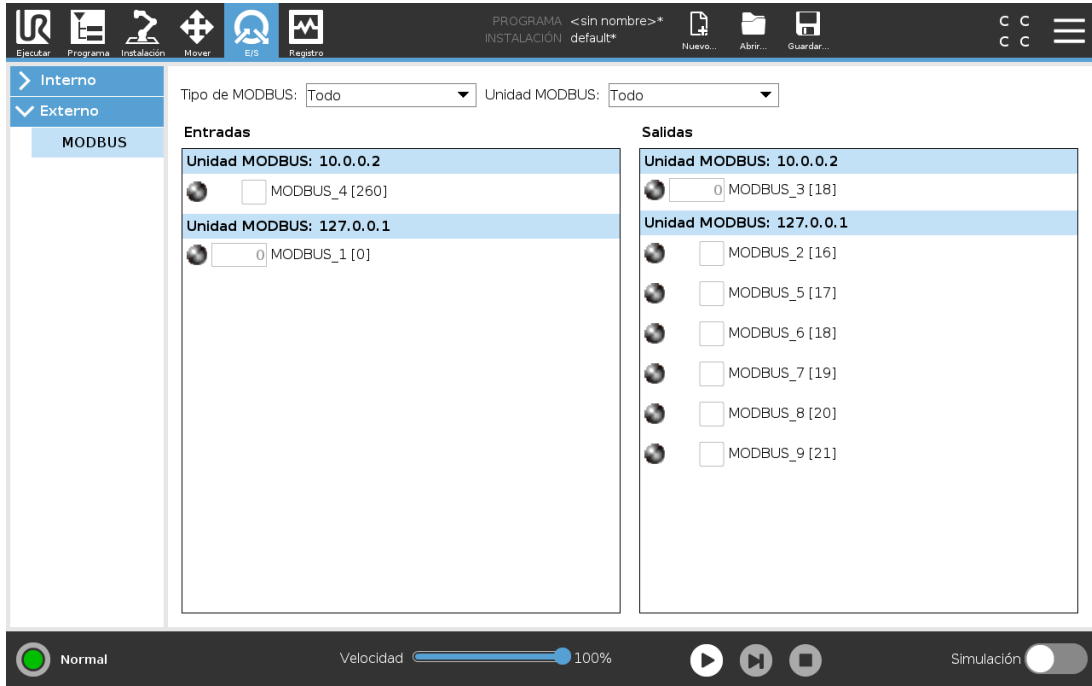 PROGRAMA <sin nombre>*
INSTALACIÓN default*
C C
C C
Ejecutar Programa Instalación Mover E/S Registro Nuevo... Abrir... Guardar...
Interno
Externo
MODBUS
Tipo de MODBUS: Todo Unidad MODBUS: Todo
Entradas
Unidad MODBUS: 10.0.0.2
MODBUS_4 [260]
Unidad MODBUS: 127.0.0.1
0 MODBUS_1 [0]
Salidas
Unidad MODBUS: 10.0.0.2
0 MODBUS_3 [18]
Unidad MODBUS: 127.0.0.1
MODBUS_2 [16]
MODBUS_5 [17]
MODBUS_6 [18]
MODBUS_7 [19]
MODBUS_8 [20]
MODBUS_9 [21]
Normal Velocidad 100% Simulación